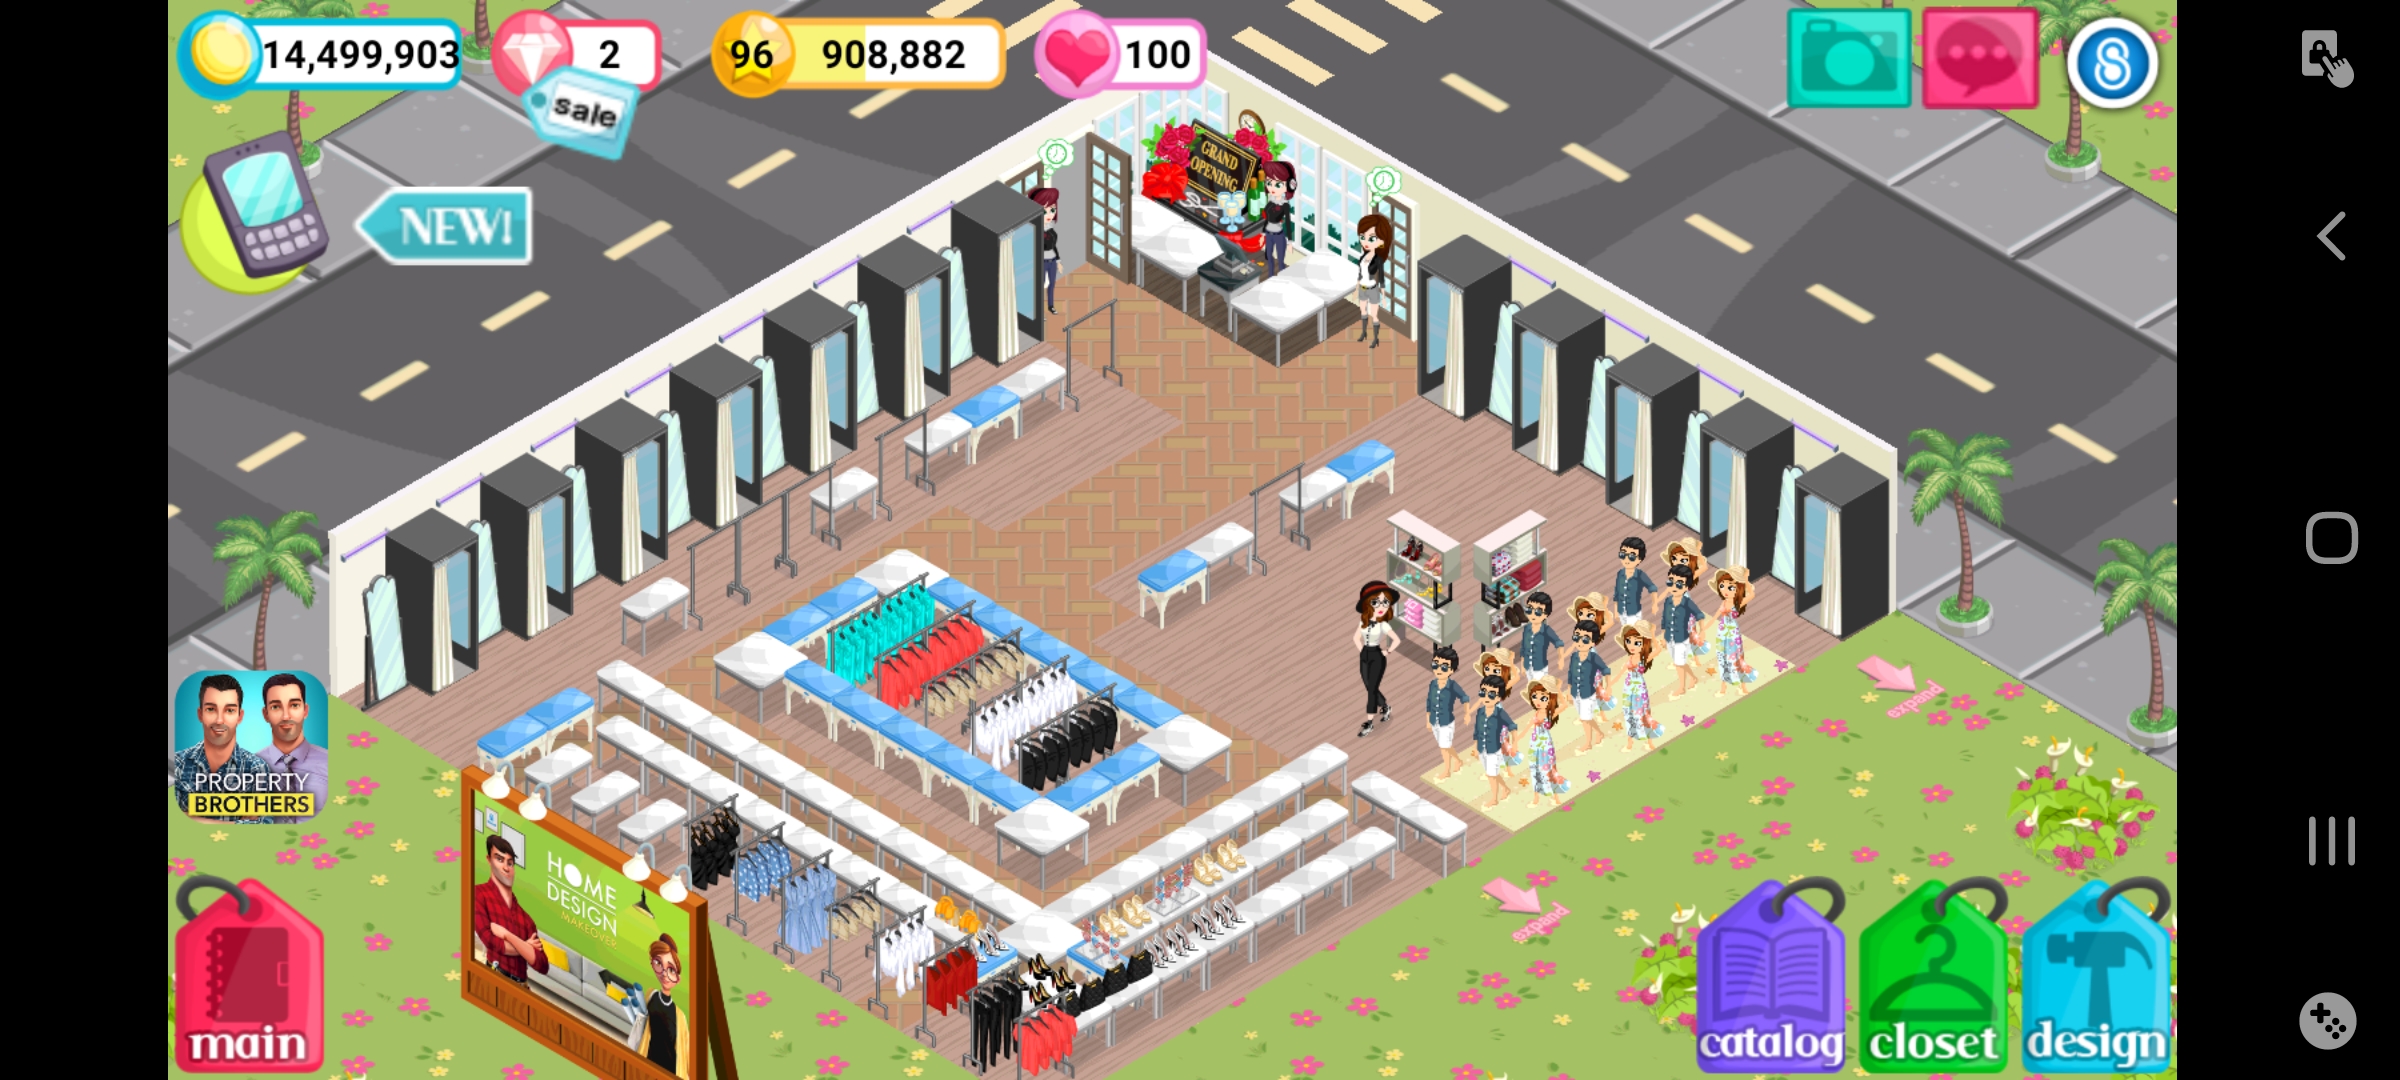 14,499,903
2
96
908,882
100
sale
NEW!
GRAND
OPENING
PROPERTY
BROTHERS
HOME
DESIGN
MAKEOVER
expand
expand
main
catalog
closet
design